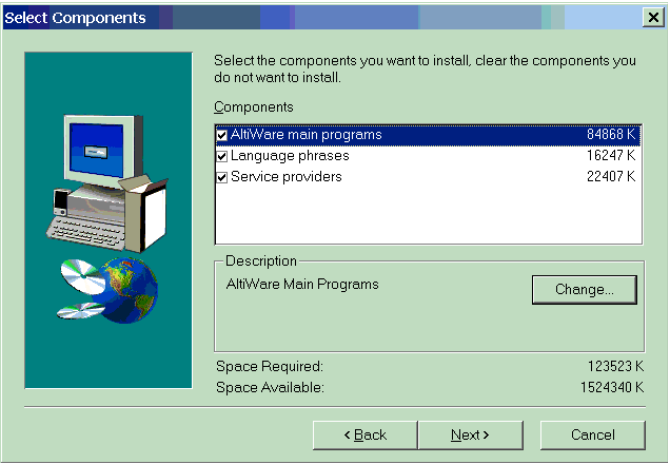 Select Components
Select the components you want to install, clear the components you
do not want to install.
Components
AltiWare main programs 84868 K
Language phrases 16247 K
Service providers 22407 K
Description
AltiWare Main Programs
Change...
Space Required: 123523 K
Space Available: 1524340 K
< Back Next > Cancel